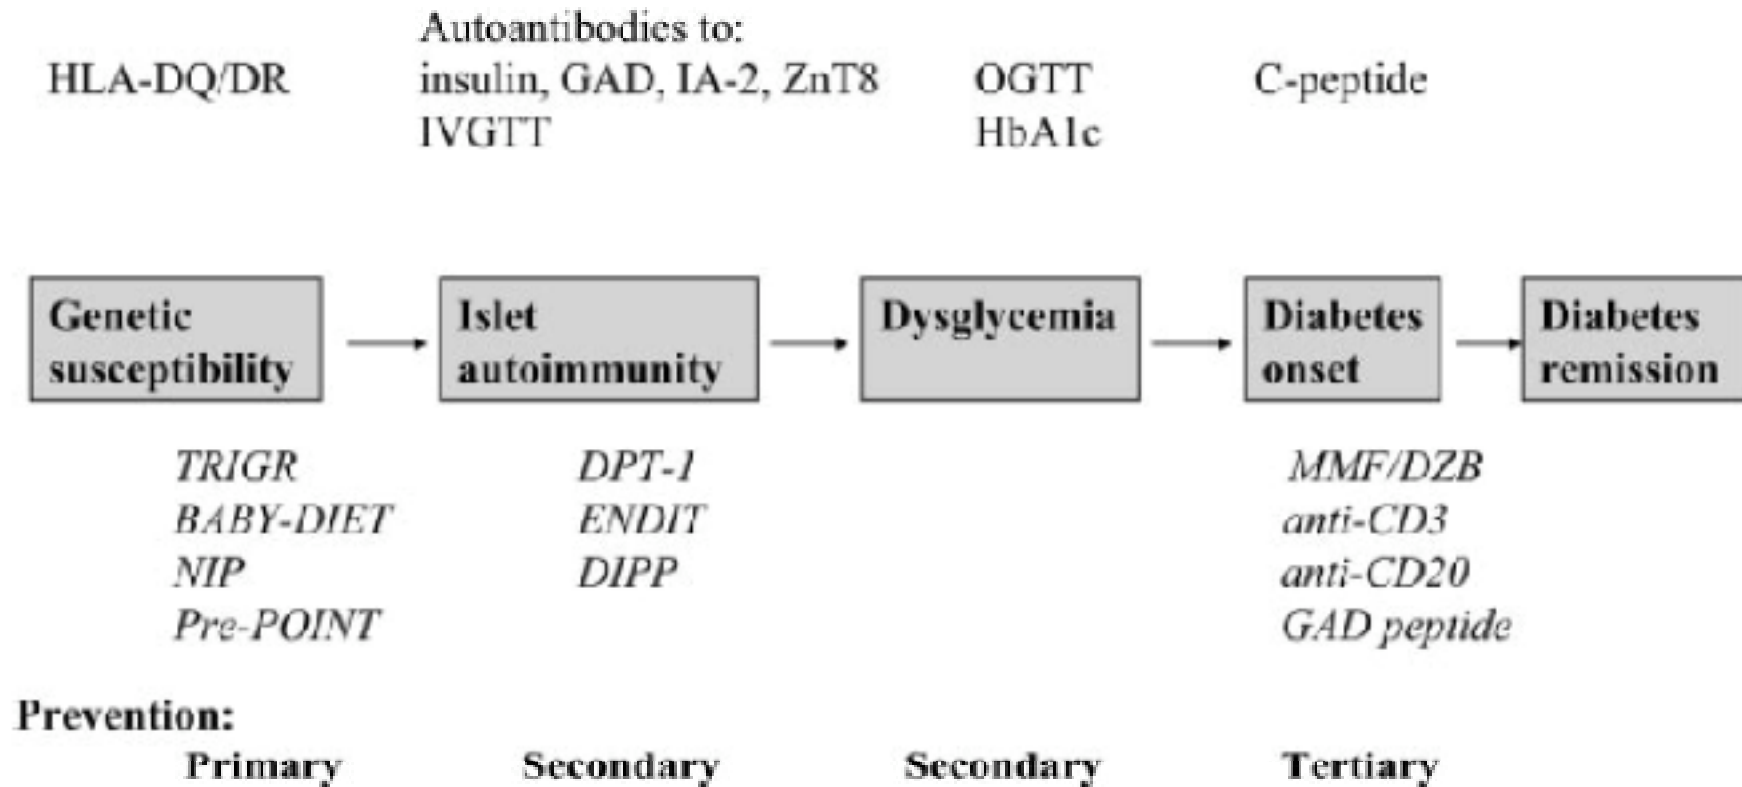 HLA-DQ/DR
Autoantibodies to:
insulin, GAD, IA-2, ZnT8
IVGTT
OGTT
HbA1c
C-peptide
Genetic
susceptibility
Islet
autoimmunity
Dysglycemia
Diabetes
onset
Diabetes
remission
TRIGR
BABY-DIET
NIP
Pre-POINT
DPT-1
ENDIT
DIPP
MMF/DZB
anti-CD3
anti-CD20
GAD peptide
Prevention:
Primary
Secondary
Secondary
Tertiary